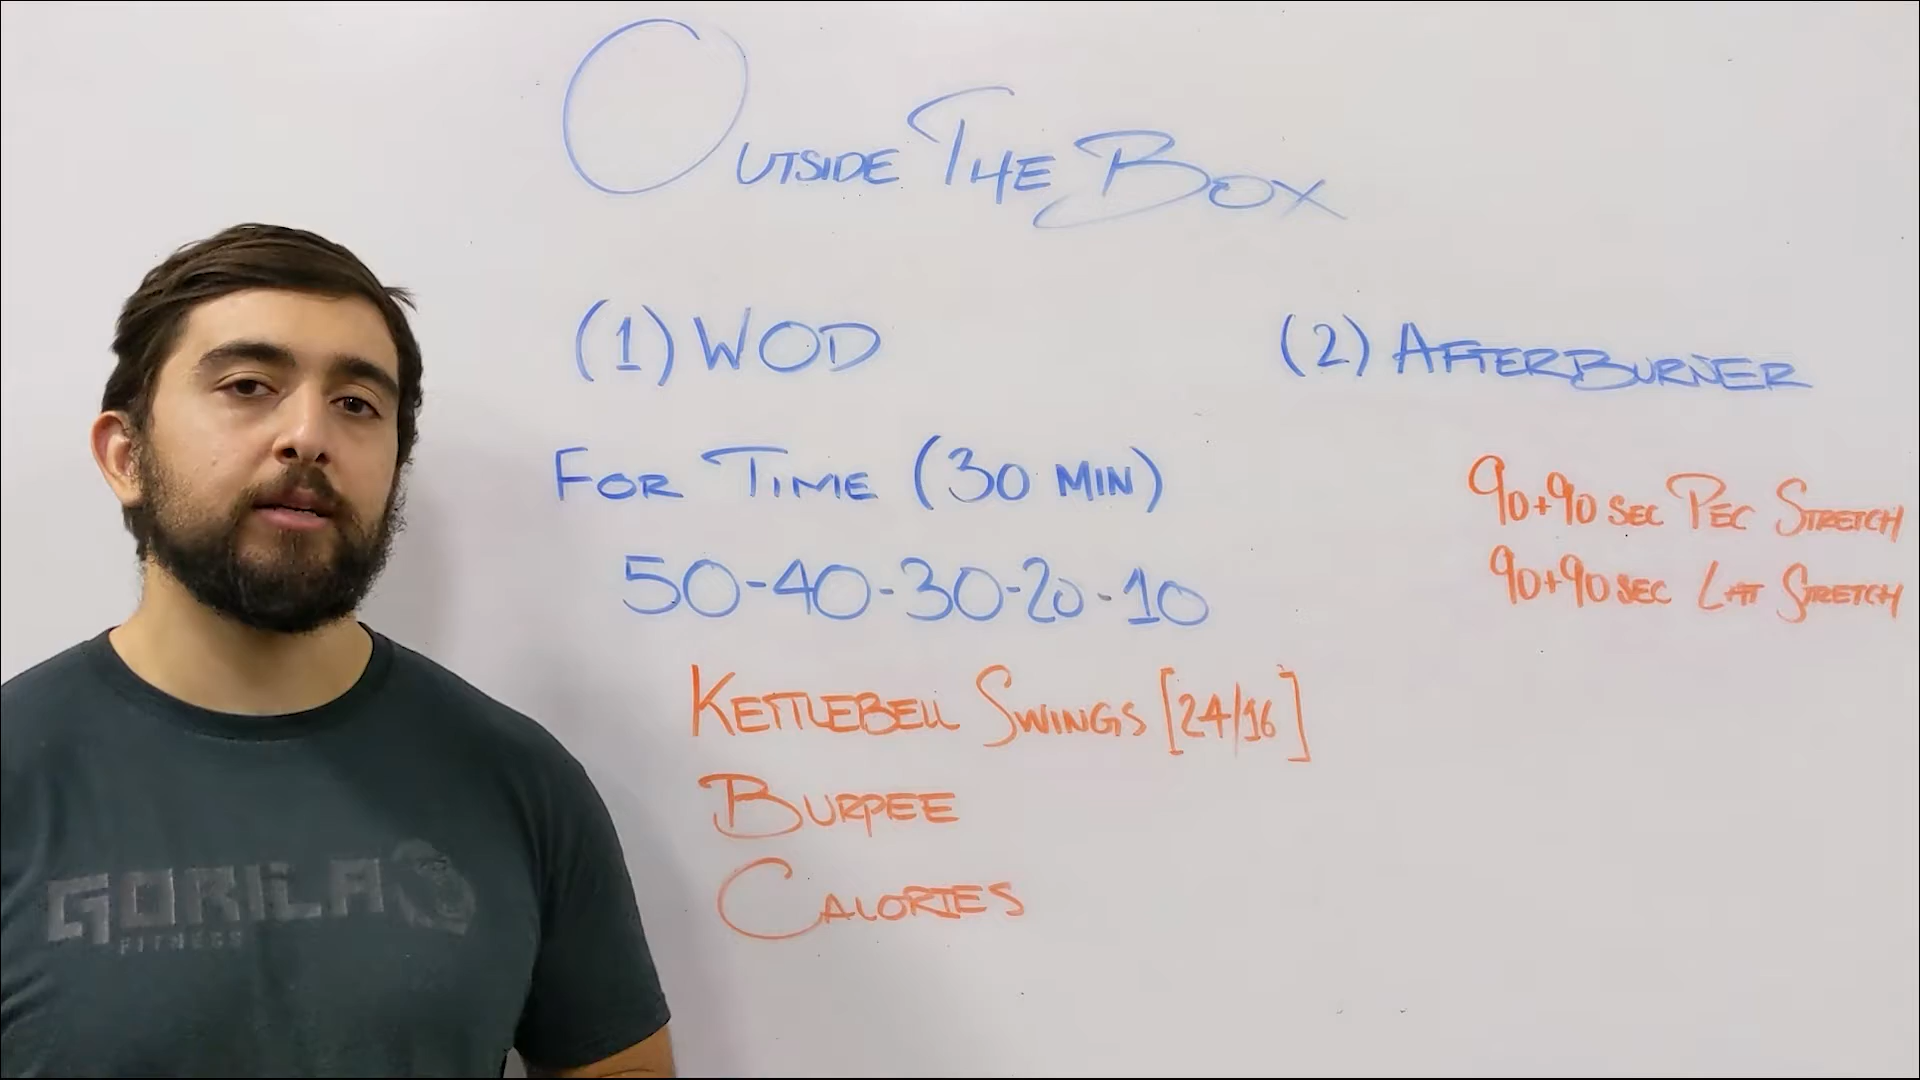 OUTSIDE THE BOX
(1) WOD
FOR TIME (30 MIN)
50-40-30-20-10
KETTLEBELL SWINGS [24/16]
BURPEE
CALORIES
(2) AFTERBURNER
90+90 SEC PEC STRETCH
90+90 SEC LAT STRETCH
GORILA
FITNESS